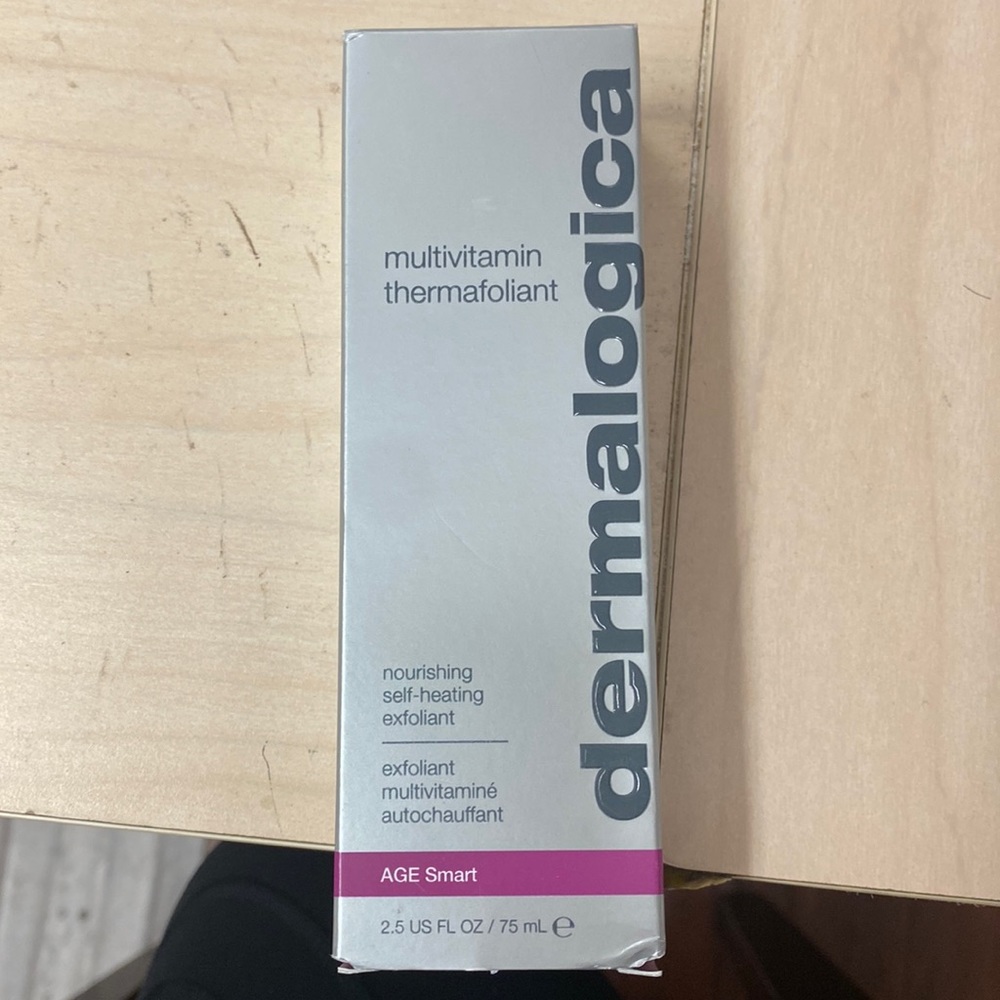 dermalogica
multivitamin
thermafoliant
nourishing
self-heating
exfoliant
exfoliant
multivitaminé
autochauffant
AGE Smart
2.5 US FL OZ / 75 mL ℮